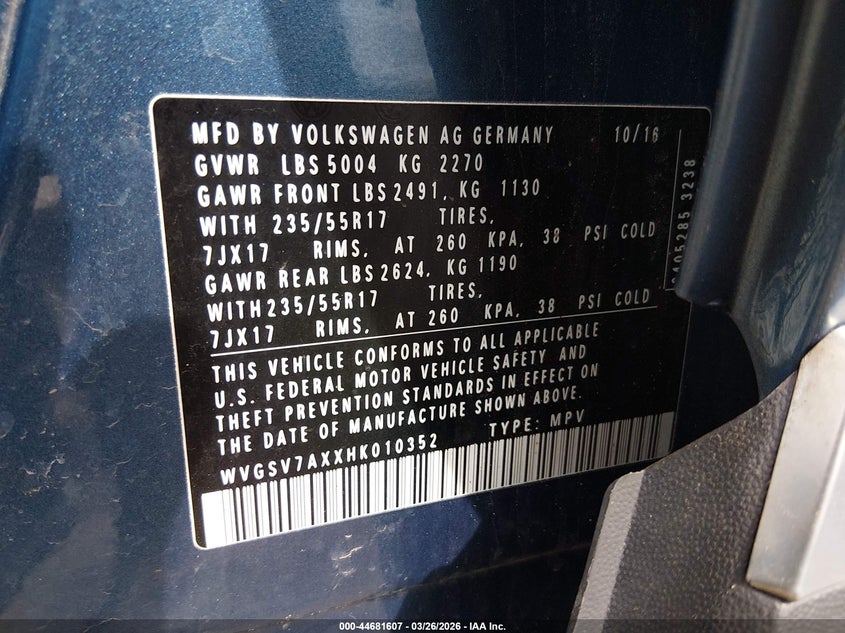 MFD BY VOLKSWAGEN AG GERMANY 10/16
GVWR LBS 5004 KG 2270
GAWR FRONT LBS 2491, KG 1130
WITH 235/55R17 TIRES,
7JX17 RIMS, AT 260 KPA, 38 PSI COLD
GAWR REAR LBS 2624, KG 1190
WITH 235/55R17 TIRES,
7JX17 RIMS, AT 260 KPA, 38 PSI COLD
THIS VEHICLE CONFORMS TO ALL APPLICABLE
U.S. FEDERAL MOTOR VEHICLE SAFETY AND
THEFT PREVENTION STANDARDS IN EFFECT ON
THE DATE OF MANUFACTURE SHOWN ABOVE.
WVGSV7AXXHK010352 TYPE: MPV
3238
000-44681607 - 03/26/2026 - IAA Inc.